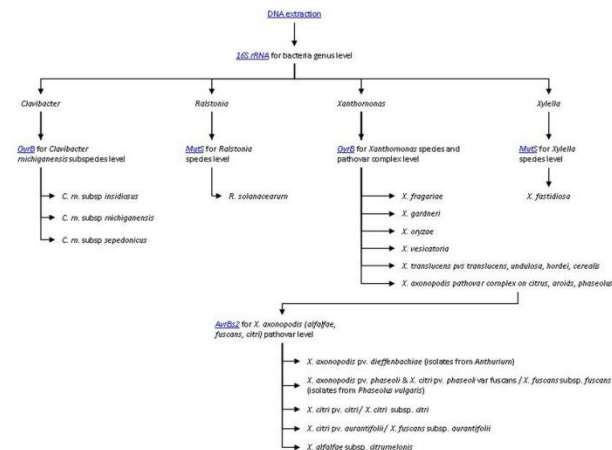 DNA extraction
16S rRNA for bacteria genus level
Clavibacter
Ralstonia
Xanthomonas
Xylella
GyrB for Clavibacter
michiganensis subspecies level
MutS for Ralstonia
species level
GyrB for Xanthomonas species and
pathovar complex level
MutS for Xylella
species level
C. m. subsp insidiosus
C. m. subsp michiganensis
C. m. subsp sepedonicus
R. solanacearum
X. fragariae
X. gardneri
X. oryzae
X. vesicatoria
X. translucens pvs translucens, undulosa, hordei, cerealis
X. axonopodis pathovar complex on citrus, aroids, phaseolus
X. fastidiosa
AvrBs2 for X. axonopodis (alfalfae,
fuscans, citri) pathovar level
X. axonopodis pv. dieffenbachiae (isolates from Anthurium)
X. axonopodis pv. phaseoli & X. citri pv. phaseoli var fuscans / X. fuscans subsp. fuscans
(isolates from Phaseolus vulgaris)
X. citri pv. citri / X. citri subsp. citri
X. citri pv. aurantifolii / X. fuscans subsp. aurantifolii
X. alfalfae subsp. citrumelonis